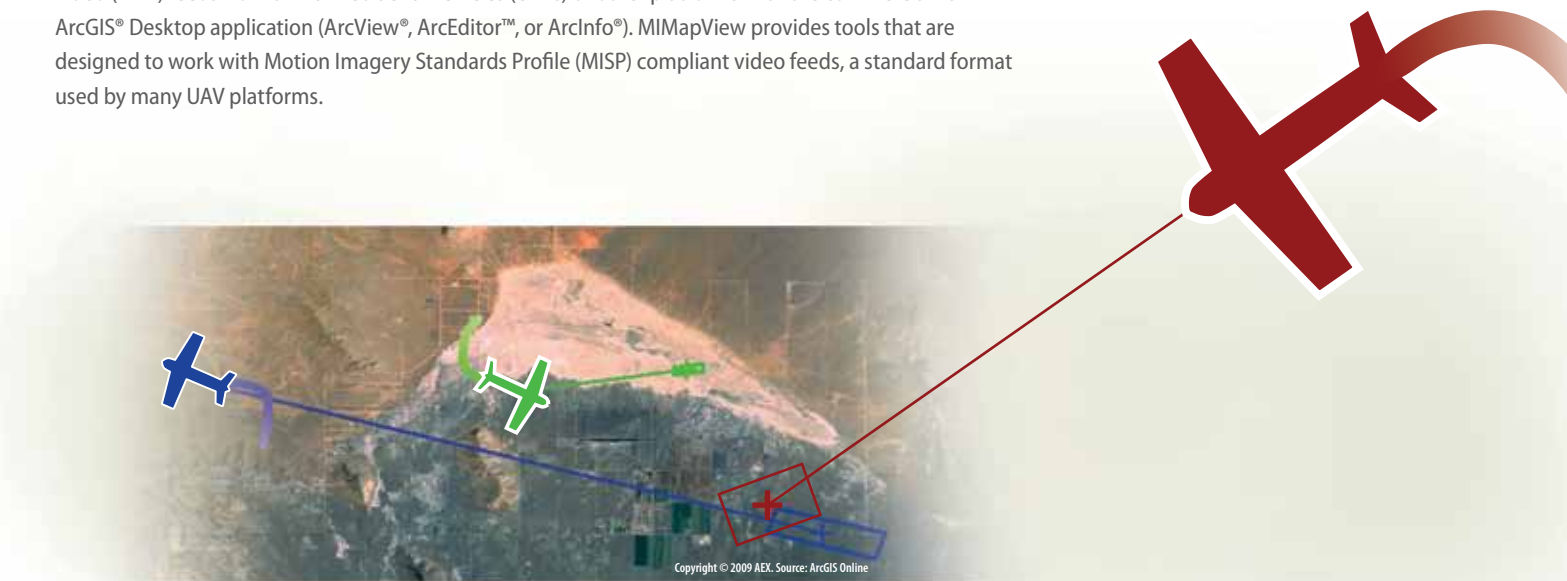 ArcGIS® Desktop application (ArcView®, ArcEditor™, or ArcInfo®). MIMapView provides tools that are
designed to work with Motion Imagery Standards Profile (MISP) compliant video feeds, a standard format
used by many UAV platforms.
Copyright © 2009 AEX. Source: ArcGIS Online